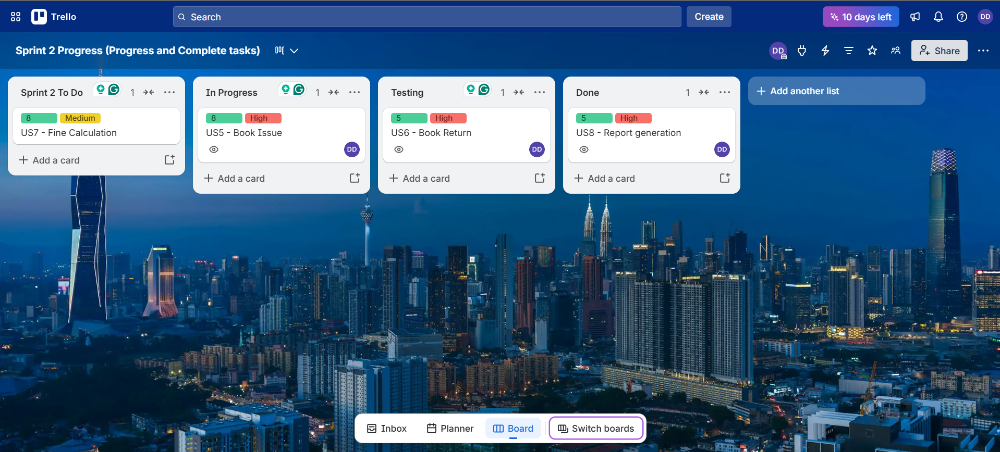 Trello
Search
Create
10 days left
DD
Sprint 2 Progress (Progress and Complete tasks)
DD
Share
Sprint 2 To Do
1
8
Medium
US7 - Fine Calculation
Add a card
In Progress
1
8
High
US5 - Book Issue
DD
Add a card
Testing
1
5
High
US6 - Book Return
DD
Add a card
Done
1
5
High
US8 - Report generation
DD
Add a card
Add another list
Inbox
Planner
Board
Switch boards